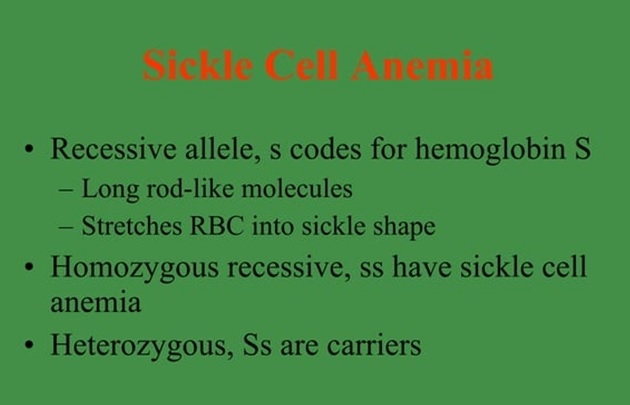 Sickle Cell Anemia
• Recessive allele, s codes for hemoglobin S
– Long rod-like molecules
– Stretches RBC into sickle shape
• Homozygous recessive, ss have sickle cell
anemia
• Heterozygous, Ss are carriers